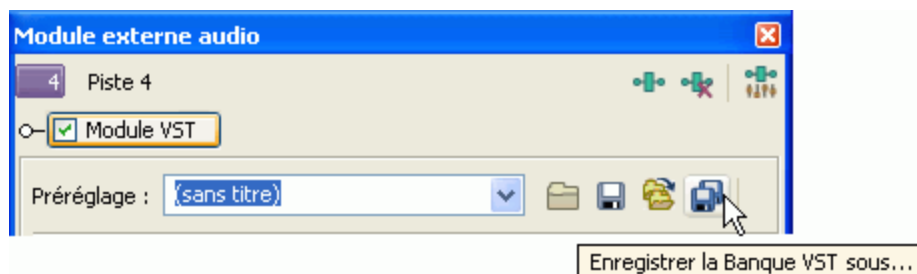 Module externe audio
4 Piste 4
Module VST
Préréglage : (sans titre)
Enregistrer la Banque VST sous...